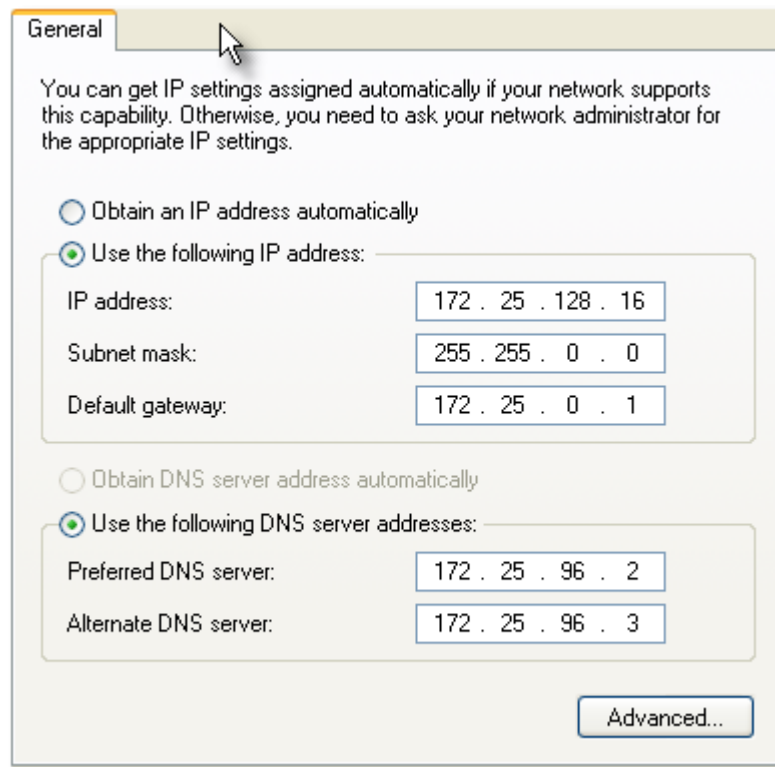 General
You can get IP settings assigned automatically if your network supports
this capability. Otherwise, you need to ask your network administrator for
the appropriate IP settings.
Obtain an IP address automatically
Use the following IP address:
IP address: 172 . 25 . 128 . 16
Subnet mask: 255 . 255 . 0 . 0
Default gateway: 172 . 25 . 0 . 1
Obtain DNS server address automatically
Use the following DNS server addresses:
Preferred DNS server: 172 . 25 . 96 . 2
Alternate DNS server: 172 . 25 . 96 . 3
Advanced...